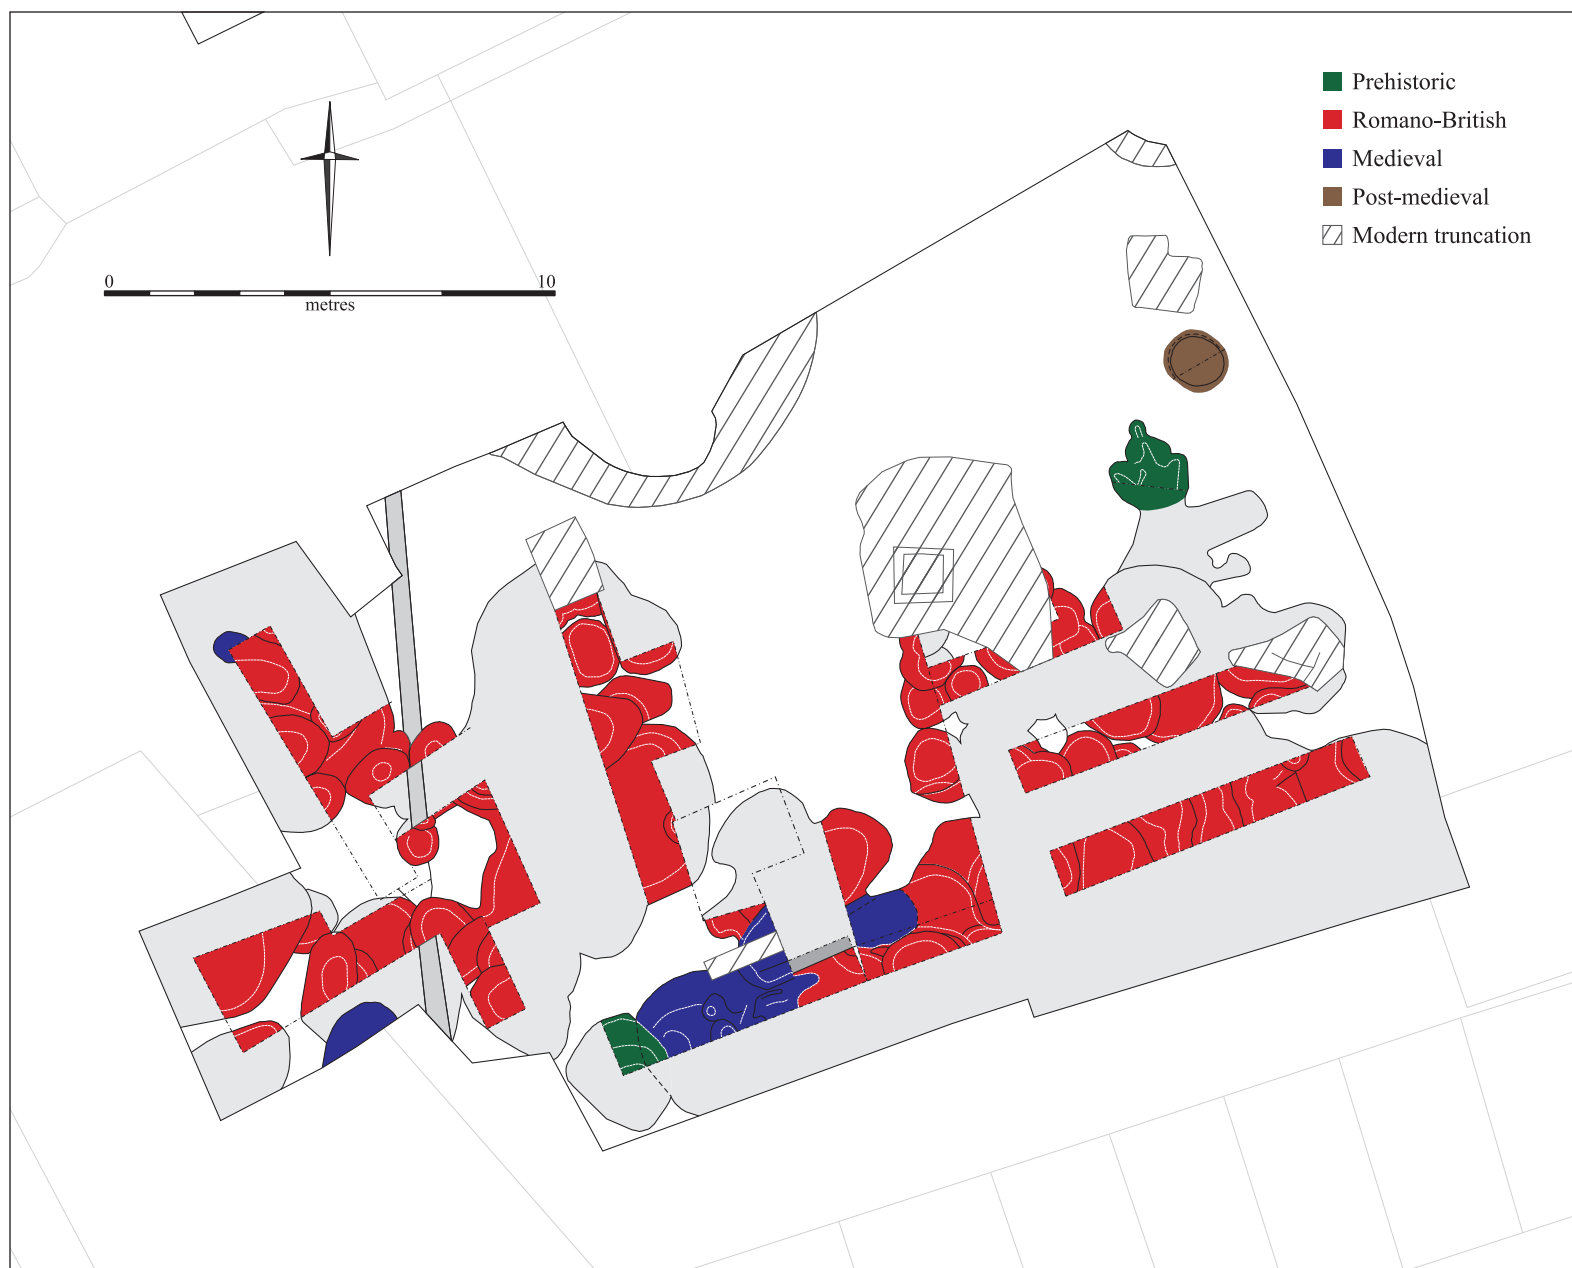 Prehistoric
Romano-British
Medieval
Post-medieval
Modern truncation
0 10
metres